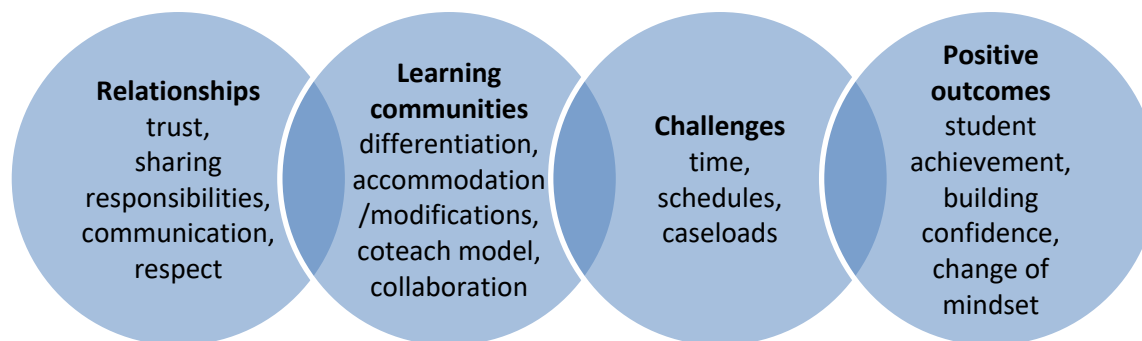 Relationships
trust,
sharing
responsibilities,
communication,
respect
Learning
communities
differentiation,
accommodation
/modifications,
coteach model,
collaboration
Challenges
time,
schedules,
caseloads
Positive
outcomes
student
achievement,
building
confidence,
change of
mindset